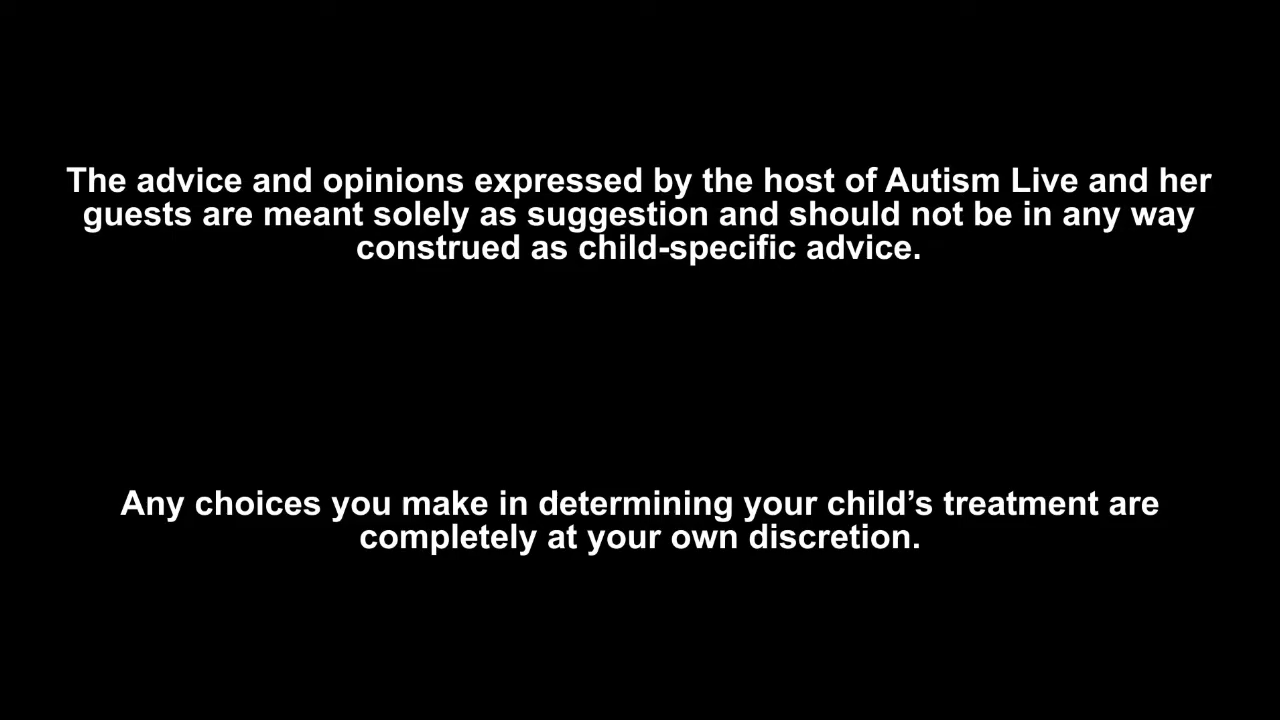 The advice and opinions expressed by the host of Autism Live and her
guests are meant solely as suggestion and should not be in any way
construed as child-specific advice.
Any choices you make in determining your child’s treatment are
completely at your own discretion.